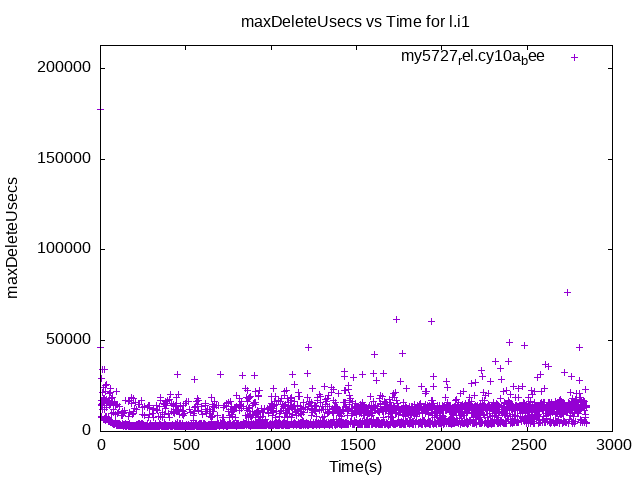 maxDeleteUsecs vs Time for l.i1
my5727rel.cy10abee
200000
150000
100000
50000
0
maxDeleteUsecs
0 500 1000 1500 2000 2500 3000
Time(s)